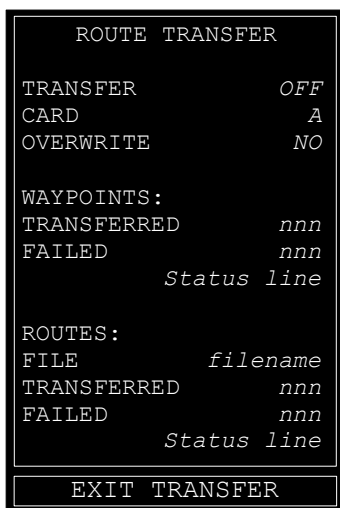 ROUTE TRANSFER
TRANSFER OFF
CARD A
OVERWRITE NO
WAYPOINTS:
TRANSFERRED nnn
FAILED nnn
Status line
ROUTES:
FILE filename
TRANSFERRED nnn
FAILED nnn
Status line
EXIT TRANSFER